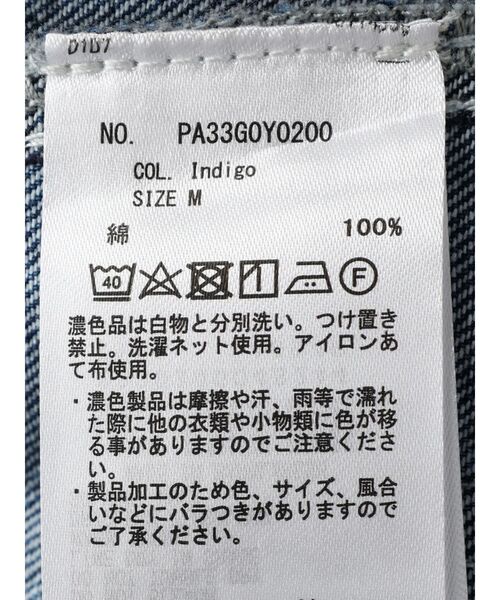 NO. PA33G0Y0200
COL. Indigo
SIZE M
綿 100%
40
F
濃色品は白物と分別洗い。つけ置き
禁止。洗濯ネット使用。アイロンあ
て布使用。
・濃色製品は摩擦や汗、雨等で濡れ
た際に他の衣類や小物類に色が移
る事がありますのでご注意くださ
い。
・製品加工のため色、サイズ、風合
いなどにバラつきがありますので
ご了承ください。